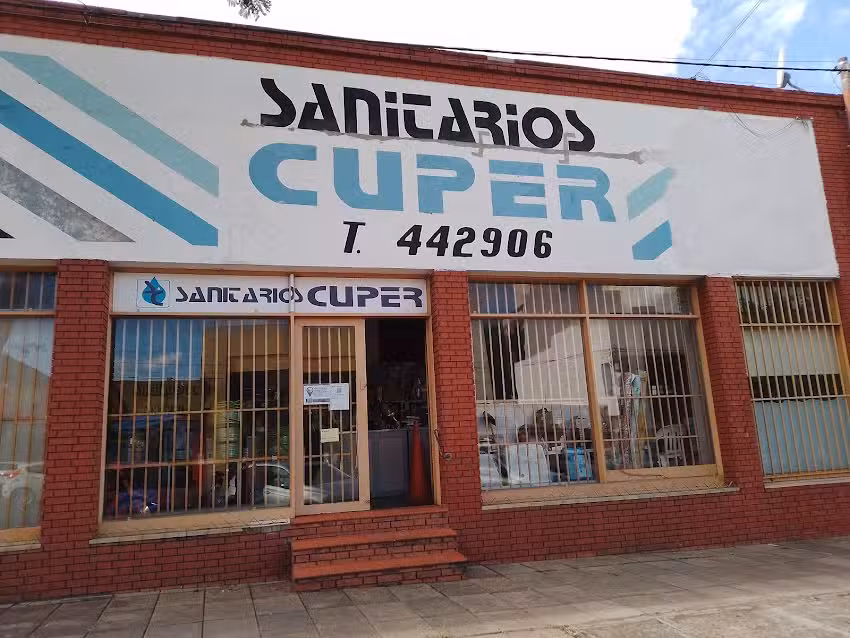 SANITARIOS
CUPER
T. 442906
SANITARIOS CUPER